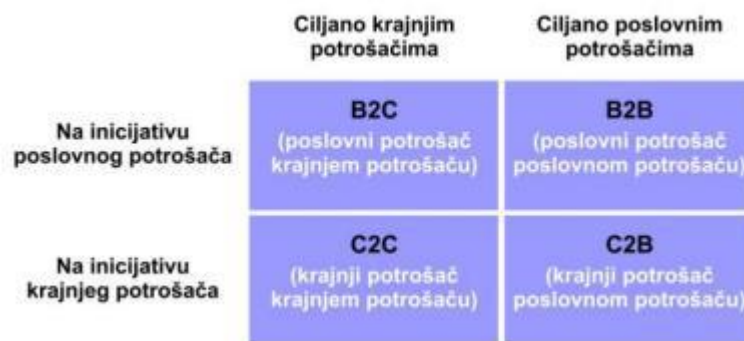 Ciljano krajnjim
potrošačima
Ciljano poslovnim
potrošačima
Na inicijativu
poslovnog potrošača
B2C
(poslovni potrošač
krajnjem potrošaču)
B2B
(poslovni potrošač
poslovnom potrošaču)
Na inicijativu
krajnjeg potrošača
C2C
(krajnji potrošač
krajnjem potrošaču)
C2B
(krajnji potrošač
poslovnom potrošaču)